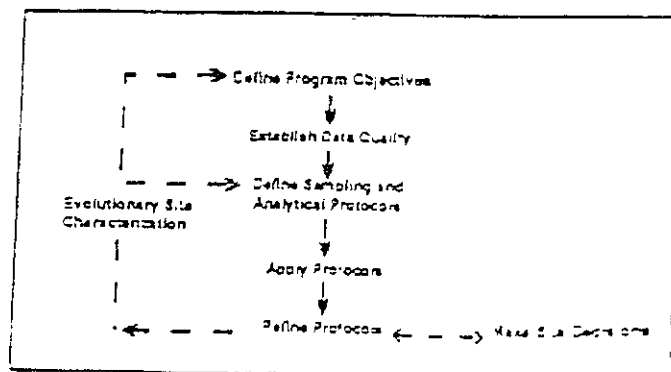 Define Program Objectives
Establish Data Quality
Define Sampling and
Analytical Protocols
Evolutionary Site
Characterization
Apply Protocols
Refine Protocols
Make Site Decisions